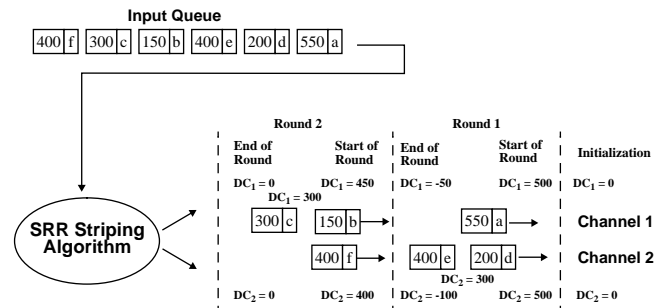 Input Queue
400 f 300 c 150 b 400 e 200 d 550 a
Round 2 Round 1
End of Round Start of Round End of Round Start of Round Initialization
DC1 = 0 DC1 = 450 DC1 = -50 DC1 = 500 DC1 = 0
DC1 = 300
300 c 150 b 550 a Channel 1
SRR Striping Algorithm
400 f 400 e 200 d Channel 2
DC2 = 300
DC2 = 0 DC2 = 400 DC2 = -100 DC2 = 500 DC2 = 0